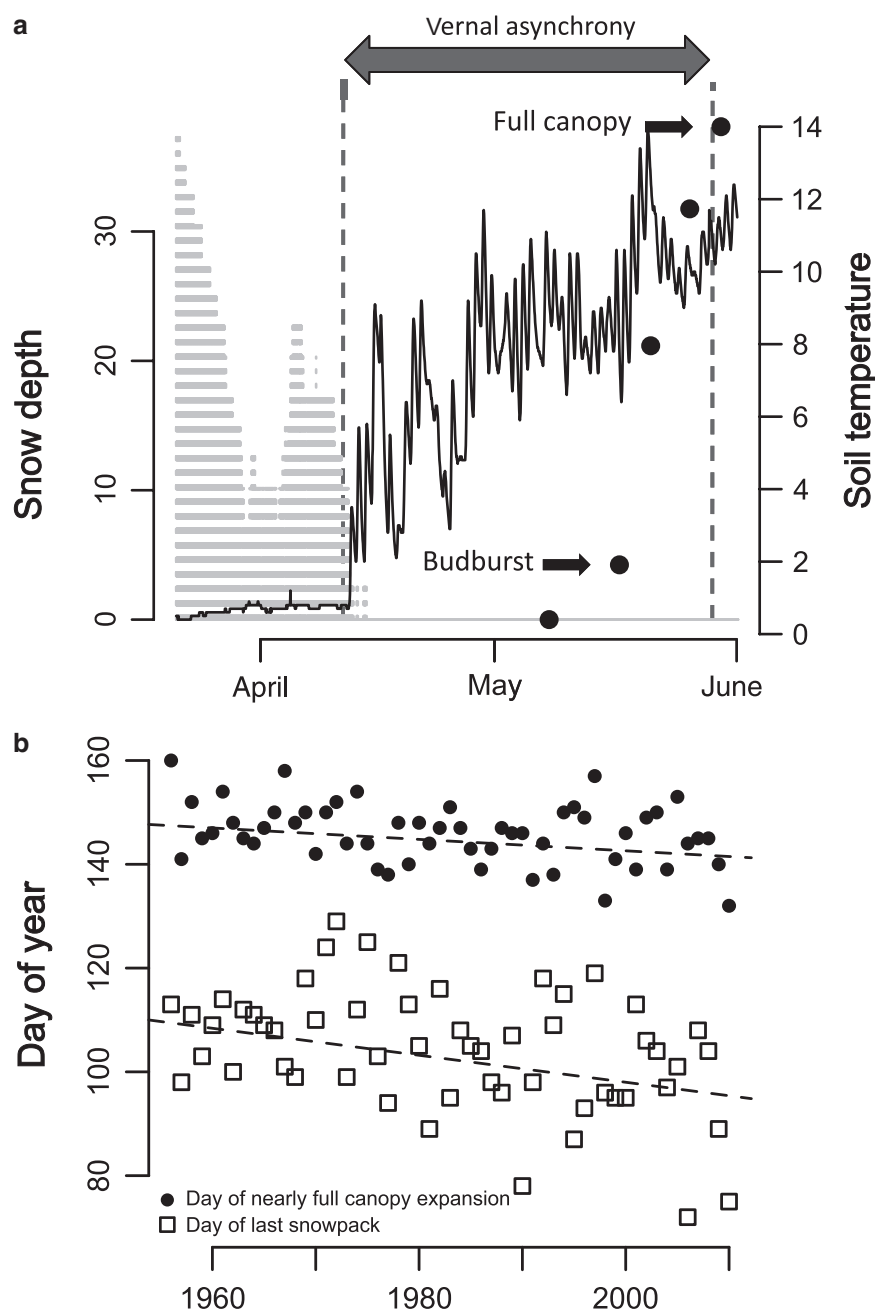 a
Vernal asynchrony
Full canopy
Budburst
Snow depth
0
10
20
30
Soil temperature
14
12
10
8
6
4
2
0
April
May
June
b
Day of year
160
140
120
100
80
Day of nearly full canopy expansion
Day of last snowpack
1960
1980
2000